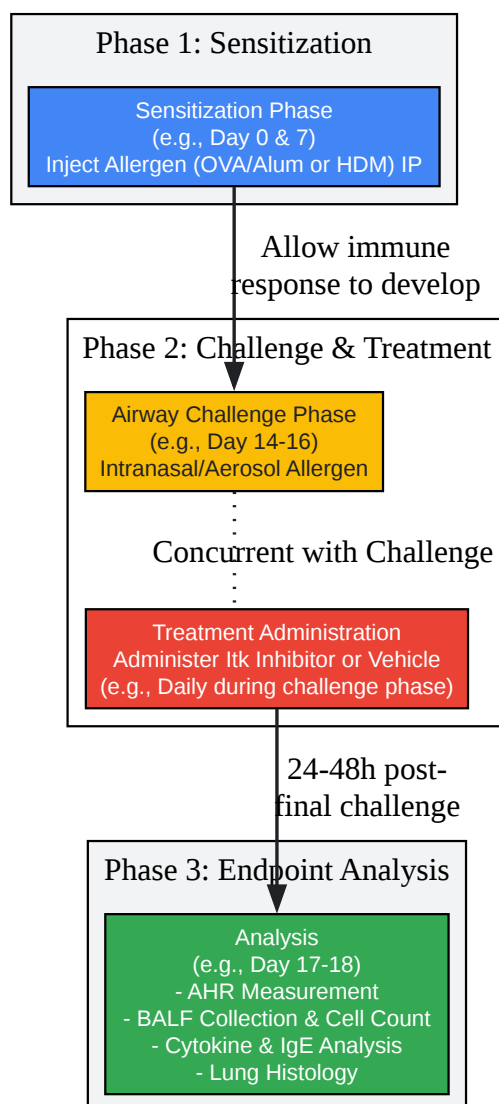 Phase 1: Sensitization
Sensitization Phase
(e.g., Day 0 & 7)
Inject Allergen (OVA/Alum or HDM) IP
Allow immune
response to develop
Phase 2: Challenge & Treatment
Airway Challenge Phase
(e.g., Day 14-16)
Intranasal/Aerosol Allergen
Concurrent with Challenge
Treatment Administration
Administer Itk Inhibitor or Vehicle
(e.g., Daily during challenge phase)
24-48h post-
final challenge
Phase 3: Endpoint Analysis
Analysis
(e.g., Day 17-18)
- AHR Measurement
- BALF Collection & Cell Count
- Cytokine & IgE Analysis
- Lung Histology